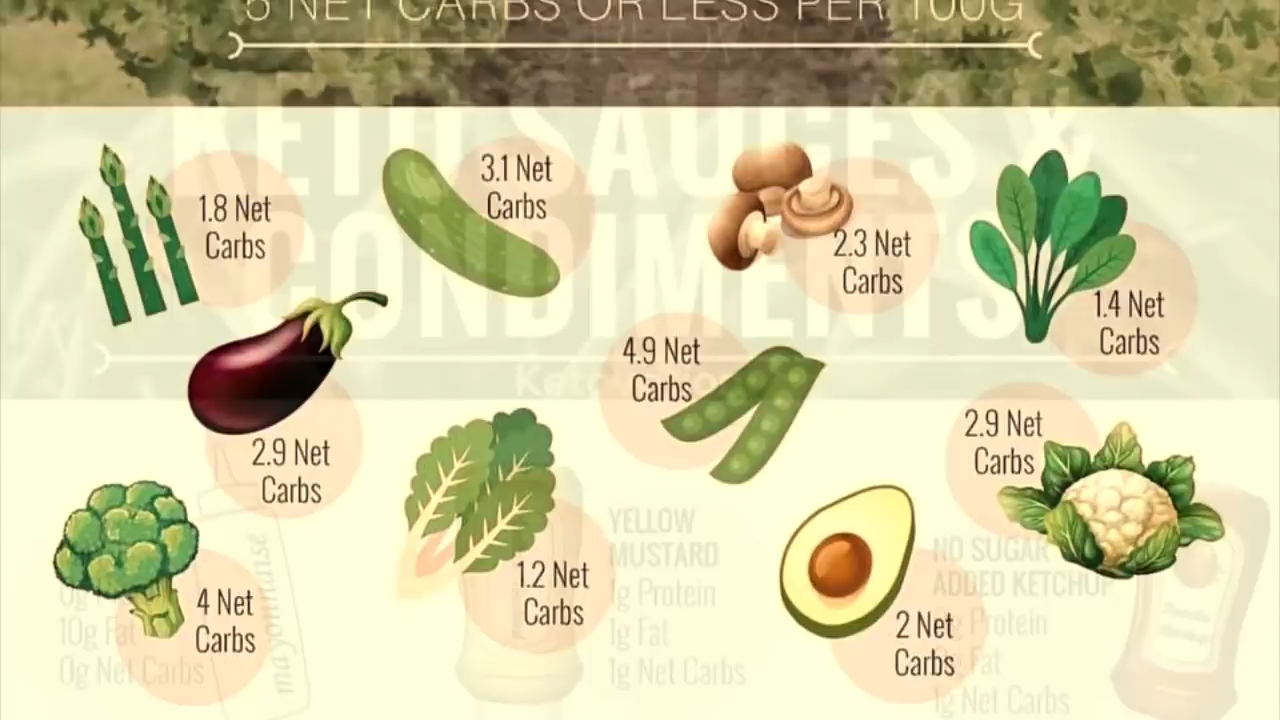 5 NET CARBS OR LESS PER 100G
KETO SAUCES &
CONDIMENTS
1.8 Net
Carbs
3.1 Net
Carbs
2.3 Net
Carbs
1.4 Net
Carbs
4.9 Net
Carbs
2.9 Net
Carbs
2.9 Net
Carbs
4 Net
Carbs
1.2 Net
Carbs
2 Net
Carbs
mayonnaise
10g Fat
0g Net Carbs
YELLOW
MUSTARD
1g Protein
1g Fat
1g Net Carbs
NO SUGAR
ADDED KETCHUP
Protein
Fat
1g Net Carbs